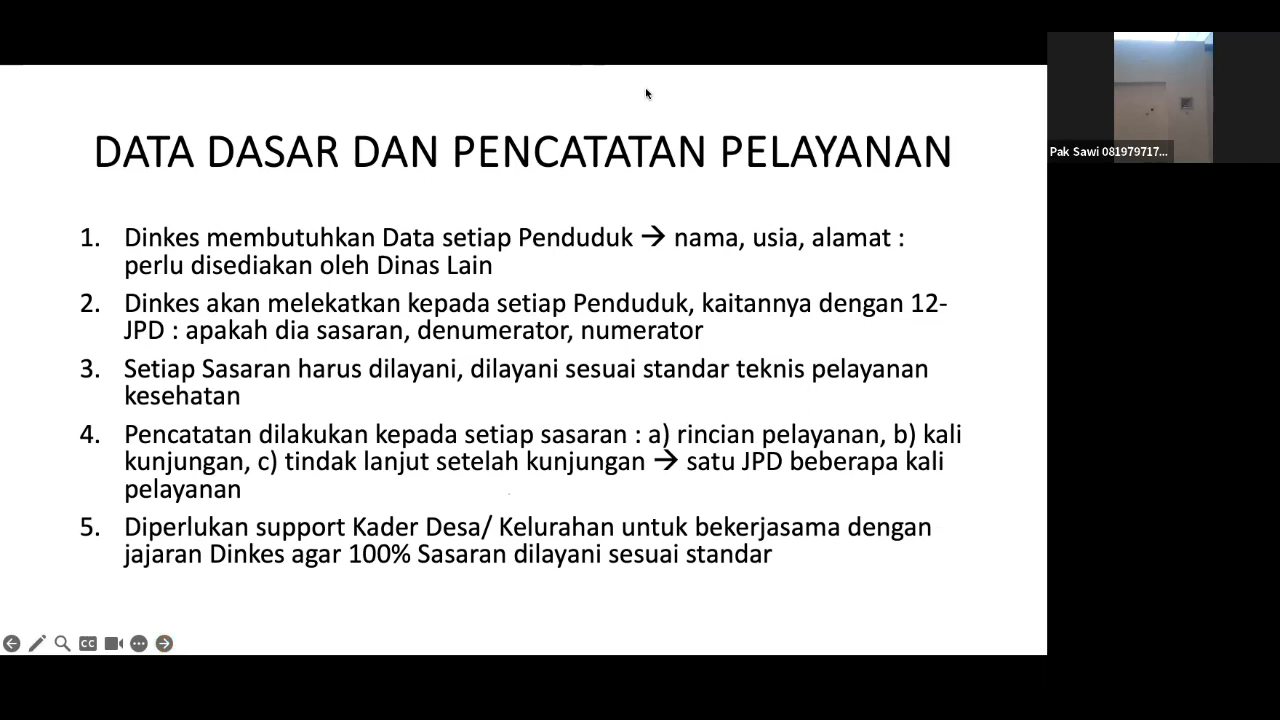 DATA DASAR DAN PENCATATAN PELAYANAN
1. Dinkes membutuhkan Data setiap Penduduk → nama, usia, alamat :
perlu disediakan oleh Dinas Lain
2. Dinkes akan melekatkan kepada setiap Penduduk, kaitannya dengan 12-
JPD : apakah dia sasaran, denumerator, numerator
3. Setiap Sasaran harus dilayani, dilayani sesuai standar teknis pelayanan
kesehatan
4. Pencatatan dilakukan kepada setiap sasaran : a) rincian pelayanan, b) kali
kunjungan, c) tindak lanjut setelah kunjungan → satu JPD beberapa kali
pelayanan
5. Diperlukan support Kader Desa/ Kelurahan untuk bekerjasama dengan
jajaran Dinkes agar 100% Sasaran dilayani sesuai standar
Pak Sawi 081979717...
CC